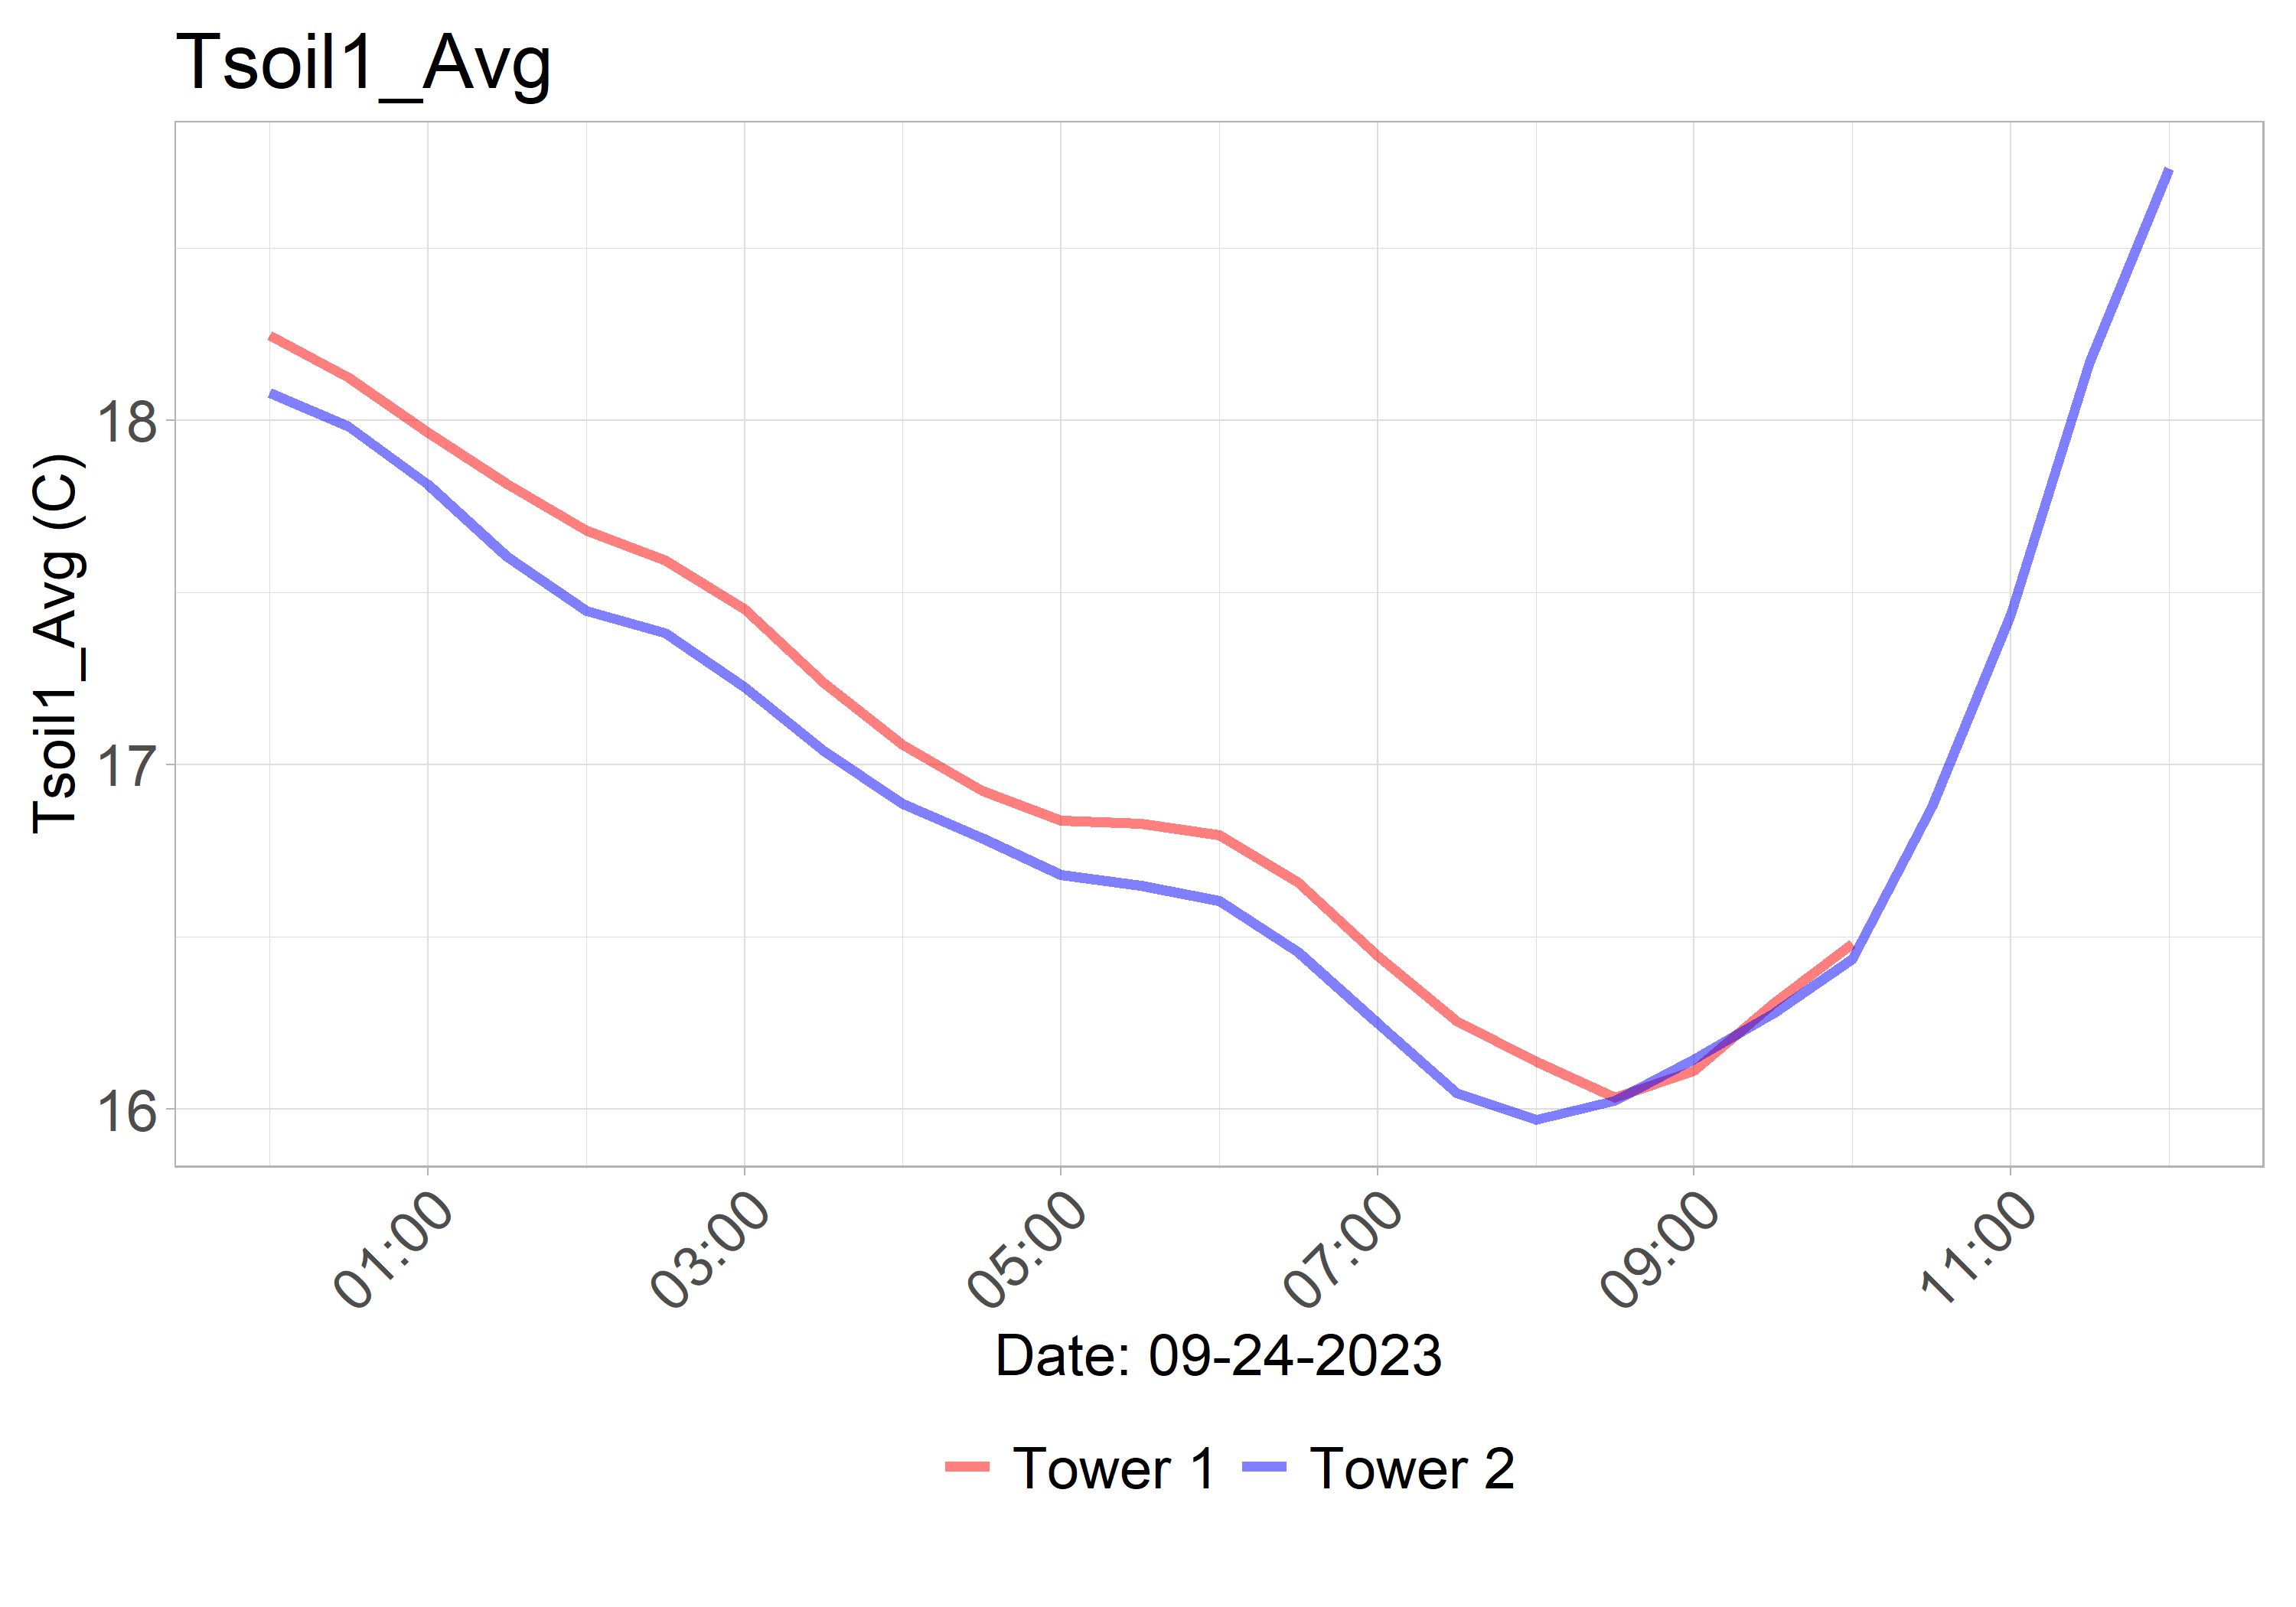 Tsoil1_Avg
Tsoil1_Avg (C)
18
17
16
01:00
03:00
05:00
07:00
09:00
11:00
Date: 09-24-2023
Tower 1
Tower 2